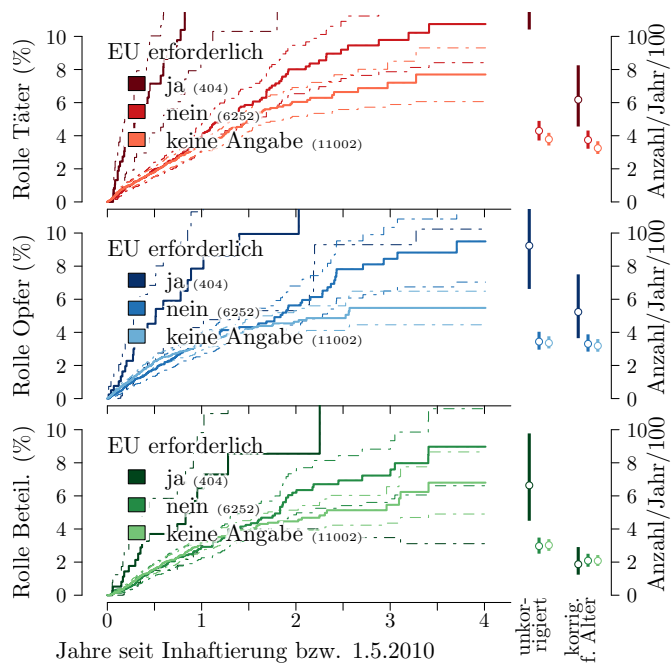 Rolle Täter (%)
10
8
6
4
2
0
EU erforderlich
ja (404)
nein (6252)
keine Angabe (11002)
10
8
6
4
2
0
Anzahl/Jahr/100
Rolle Opfer (%)
10
8
6
4
2
0
EU erforderlich
ja (404)
nein (6252)
keine Angabe (11002)
10
8
6
4
2
0
Anzahl/Jahr/100
Rolle Beteil. (%)
10
8
6
4
2
0
EU erforderlich
ja (404)
nein (6252)
keine Angabe (11002)
10
8
6
4
2
0
Anzahl/Jahr/100
0 1 2 3 4
Jahre seit Inhaftierung bzw. 1.5.2010
unkor-
rigiert
korrig.
f. Alter